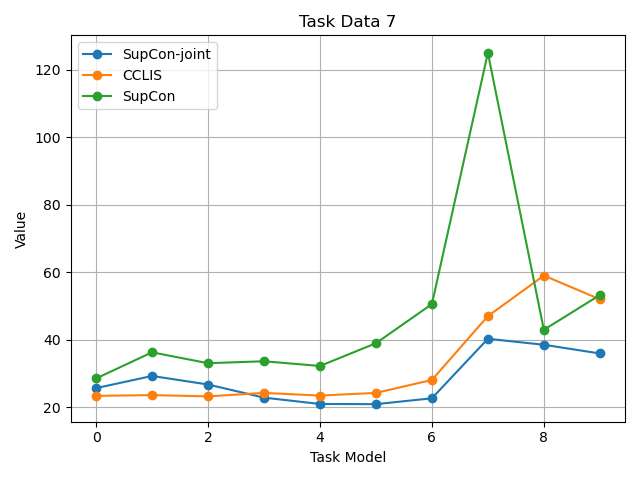 Task Data 7
SupCon-joint
CCLIS
SupCon
Value
120
100
80
60
40
20
0 2 4 6 8
Task Model